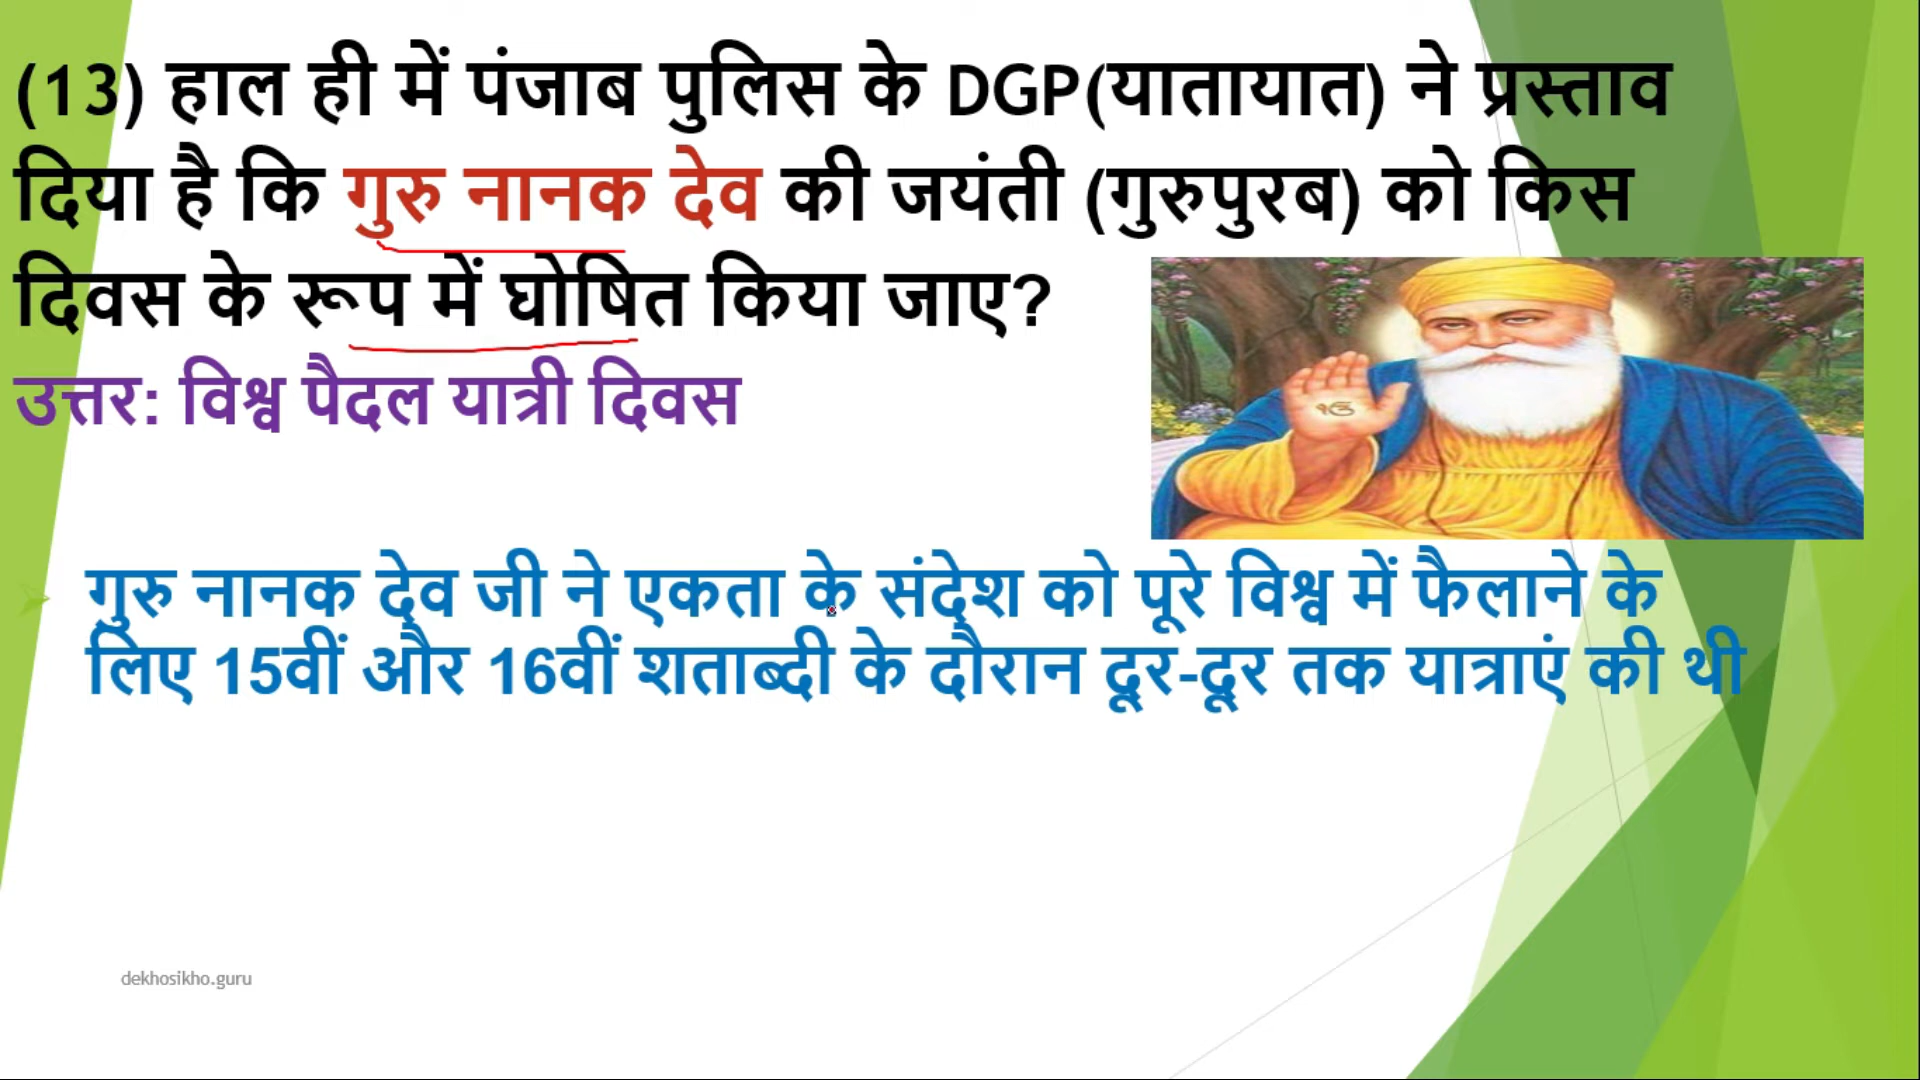 (13) हाल ही में पंजाब पुलिस के DGP(यातायात) ने प्रस्ताव
दिया है कि गुरु नानक देव की जयंती (गुरुपुरब) को किस
दिवस के रूप में घोषित किया जाए?
उत्तर: विश्व पैदल यात्री दिवस
ੴ
गुरु नानक देव जी ने एकता के संदेश को पूरे विश्व में फैलाने के
लिए 15वीं और 16वीं शताब्दी के दौरान दूर-दूर तक यात्राएं की थी
dekhosikho.guru